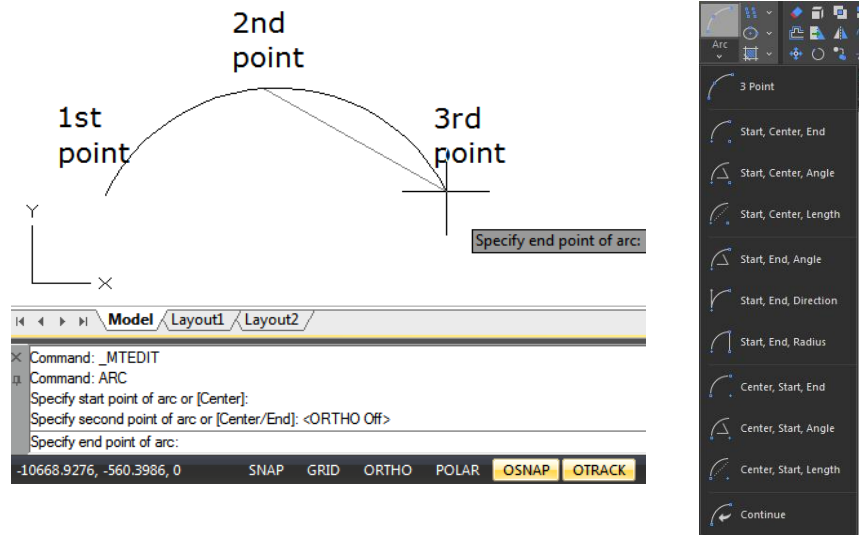 2nd
point
1st
point
3rd
point
Y
X
Specify end point of arc:
Model Layout1 Layout2
Command: _MTEDIT
Command: ARC
Specify start point of arc or [Center]:
Specify second point of arc or [Center/End]: <ORTHO Off>
Specify end point of arc:
-10668.9276, -560.3986, 0 SNAP GRID ORTHO POLAR OSNAP OTRACK
Arc
3 Point
Start, Center, End
Start, Center, Angle
Start, Center, Length
Start, End, Angle
Start, End, Direction
Start, End, Radius
Center, Start, End
Center, Start, Angle
Center, Start, Length
Continue